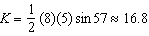 K = 1/2 (8)(5) sin 57 ≈ 16.8